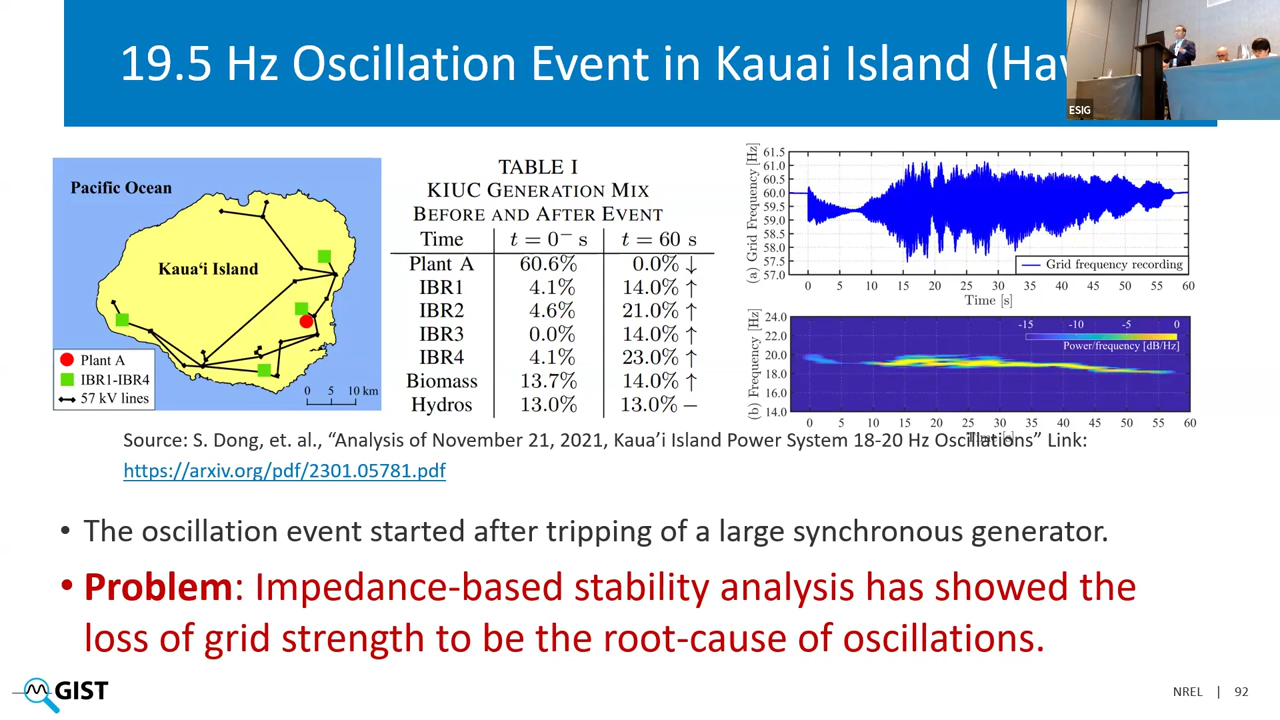 19.5 Hz Oscillation Event in Kauai Island (Hav
ESIG
Pacific Ocean
Kaua‘i Island
Plant A
IBR1-IBR4
57 kV lines
0 5 10 km
TABLE I
KIUC GENERATION MIX
BEFORE AND AFTER EVENT
Time t = 0⁻ s t = 60 s
Plant A 60.6% 0.0% ↓
IBR1 4.1% 14.0% ↑
IBR2 4.6% 21.0% ↑
IBR3 0.0% 14.0% ↑
IBR4 4.1% 23.0% ↑
Biomass 13.7% 14.0% ↑
Hydros 13.0% 13.0% −
(a) Grid Frequency [Hz]
61.5
61.0
60.5
60.0
59.5
59.0
58.5
58.0
57.5
57.0
Grid frequency recording
0 5 10 15 20 25 30 35 40 45 50 55 60
Time [s]
(b) Frequency [Hz]
24.0
22.0
20.0
18.0
16.0
14.0
-15 -10 -5 0
Power/frequency [dB/Hz]
0 5 10 15 20 25 30 35 40 45 50 55 60
Time [s]
Source: S. Dong, et. al., “Analysis of November 21, 2021, Kaua’i Island Power System 18-20 Hz Oscillations” Link:
https://arxiv.org/pdf/2301.05781.pdf
• The oscillation event started after tripping of a large synchronous generator.
• Problem: Impedance-based stability analysis has showed the
loss of grid strength to be the root-cause of oscillations.
GIST
NREL | 92